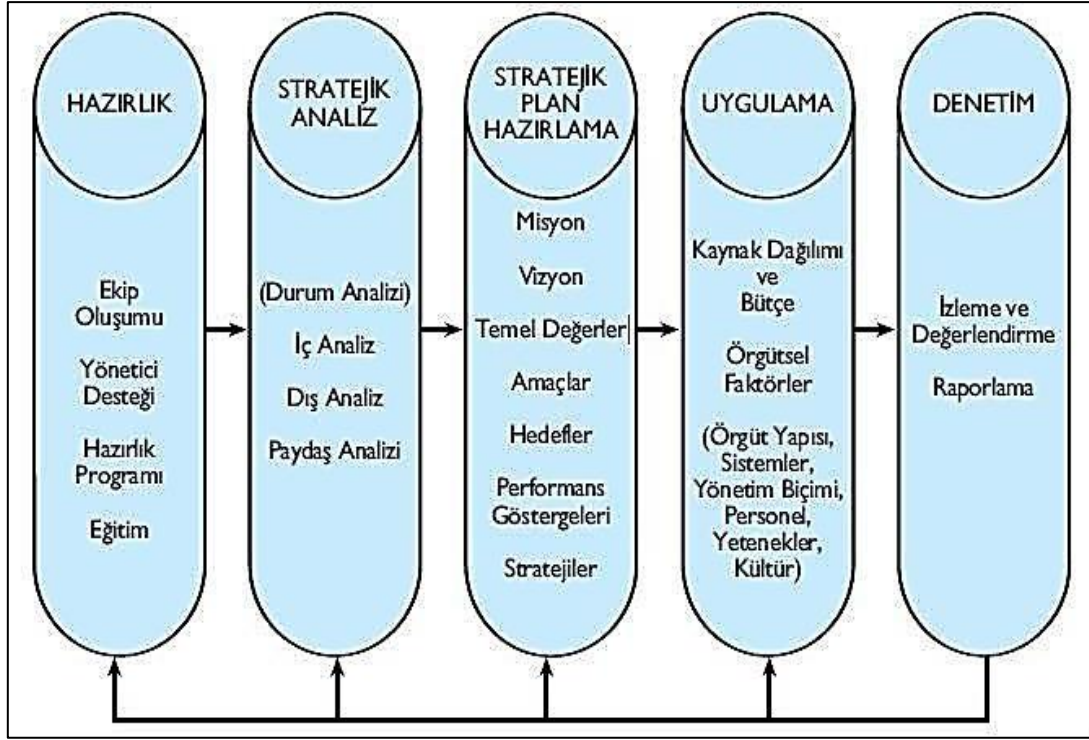 HAZIRLIK
Ekip
Oluşumu
Yönetici
Desteği
Hazırlık
Programı
Eğitim
STRATEJİK
ANALİZ
(Durum Analizi)
İç Analiz
Dış Analiz
Paydaş Analizi
STRATEJİK
PLAN
HAZIRLAMA
Misyon
Vizyon
Temel Değerler
Amaçlar
Hedefler
Performans
Göstergeleri
Stratejiler
UYGULAMA
Kaynak Dağılımı
ve
Bütçe
Örgütsel
Faktörler
(Örgüt Yapısı,
Sistemler,
Yönetim Biçimi,
Personel,
Yetenekler,
Kültür)
DENETİM
İzleme ve
Değerlendirme
Raporlama